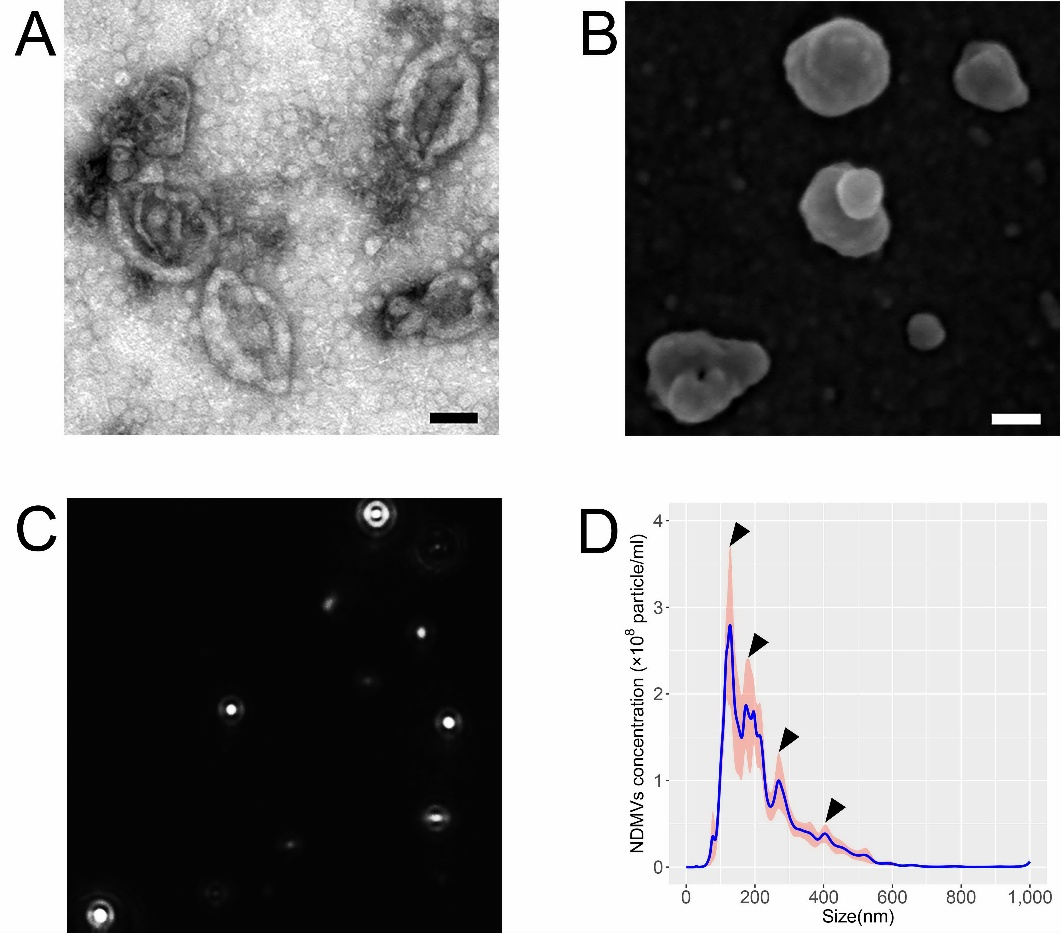 A
B
C
D
NDMVs concentration (×10⁸ particle/ml)
4
3
2
1
0
0 200 400 600 800 1,000
Size(nm)